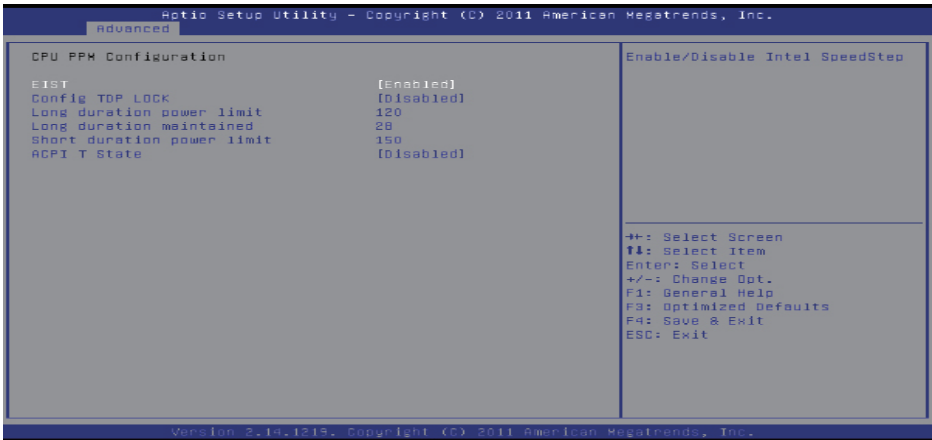 Aptio Setup Utility – Copyright (C) 2011 American Megatrends, Inc.
Advanced
CPU PPM Configuration
EIST [Enabled]
Config TDP LOCK [Disabled]
Long duration power limit 120
Long duration maintained 28
Short duration power limit 150
ACPI T State [Disabled]
Enable/Disable Intel SpeedStep
→←: Select Screen
↑↓: Select Item
Enter: Select
+/-: Change Opt.
F1: General Help
F3: Optimized Defaults
F4: Save & Exit
ESC: Exit
Version 2.14.1219. Copyright (C) 2011 American Megatrends, Inc.